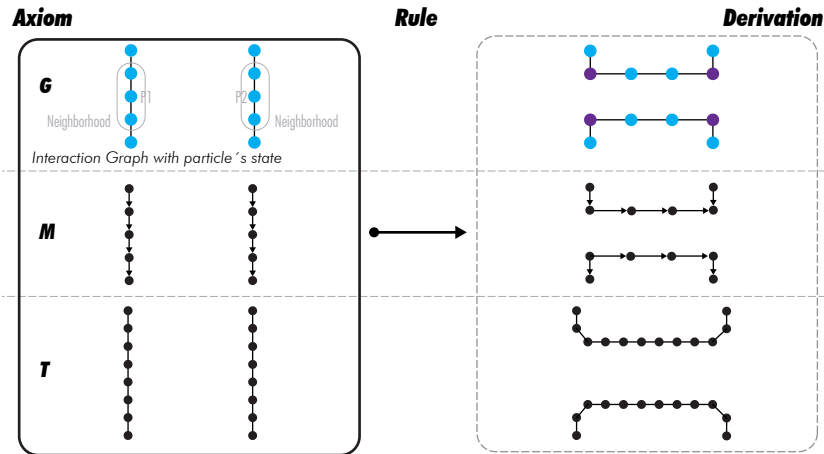 Axiom Rule Derivation
G
P1 P2
Neighborhood Neighborhood
Interaction Graph with particle´s state
M
T